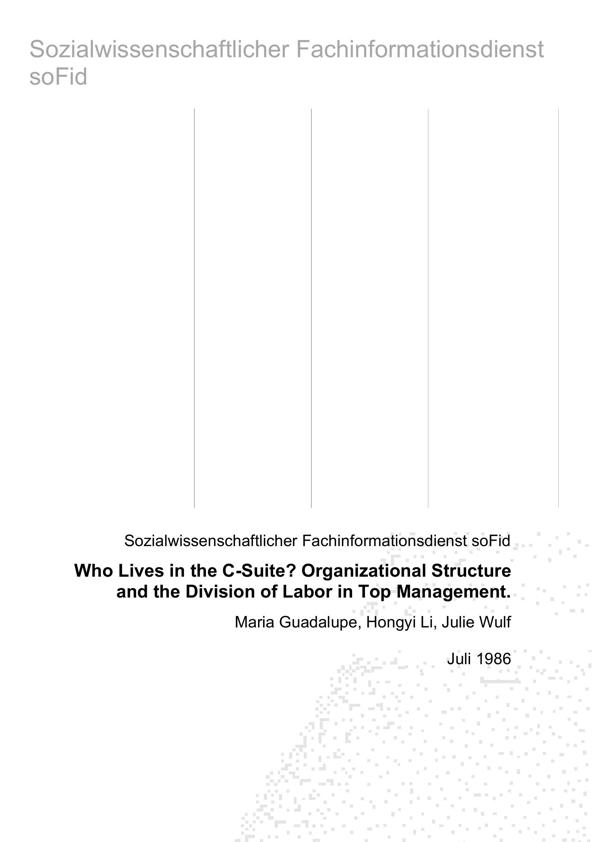 Sozialwissenschaftlicher Fachinformationsdienst
soFid
Sozialwissenschaftlicher Fachinformationsdienst soFid
Who Lives in the C-Suite? Organizational Structure
and the Division of Labor in Top Management.
Maria Guadalupe, Hongyi Li, Julie Wulf
Juli 1986